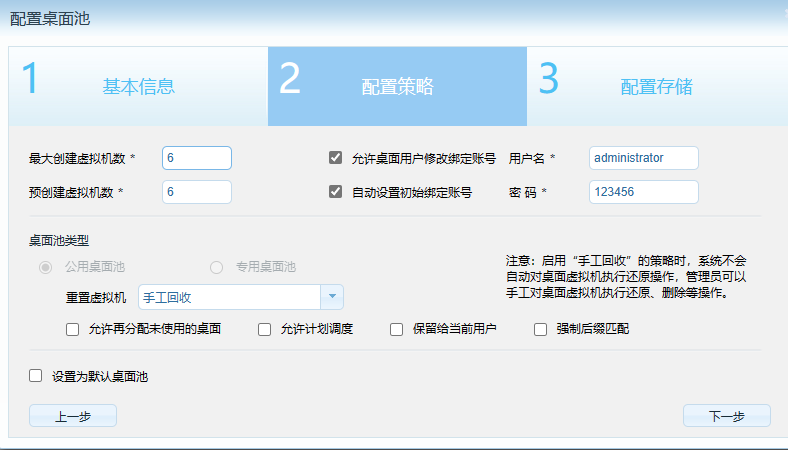 配置桌面池
1 基本信息 2 配置策略 3 配置存储
最大创建虚拟机数 * 6 允许桌面用户修改绑定账号 用户名 * administrator
预创建虚拟机数 * 6 自动设置初始绑定账号 密 码 * 123456
桌面池类型
公用桌面池 专用桌面池
重置虚拟机 手工回收
注意：启用“手工回收”的策略时，系统不会
自动对桌面虚拟机执行还原操作，管理员可以
手工对桌面虚拟机执行还原、删除等操作。
允许再分配未使用的桌面 允许计划调度 保留给当前用户 强制后缀匹配
设置为默认桌面池
上一步 下一步